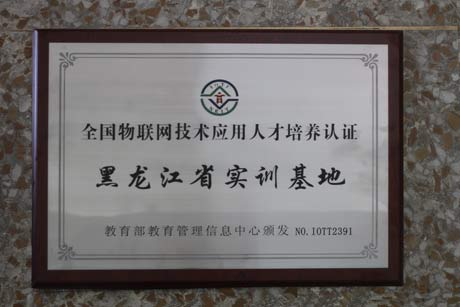 全国物联网技术应用人才培养认证
黑龙江省实训基地
教育部教育管理信息中心颁发 NO.IOTT2391